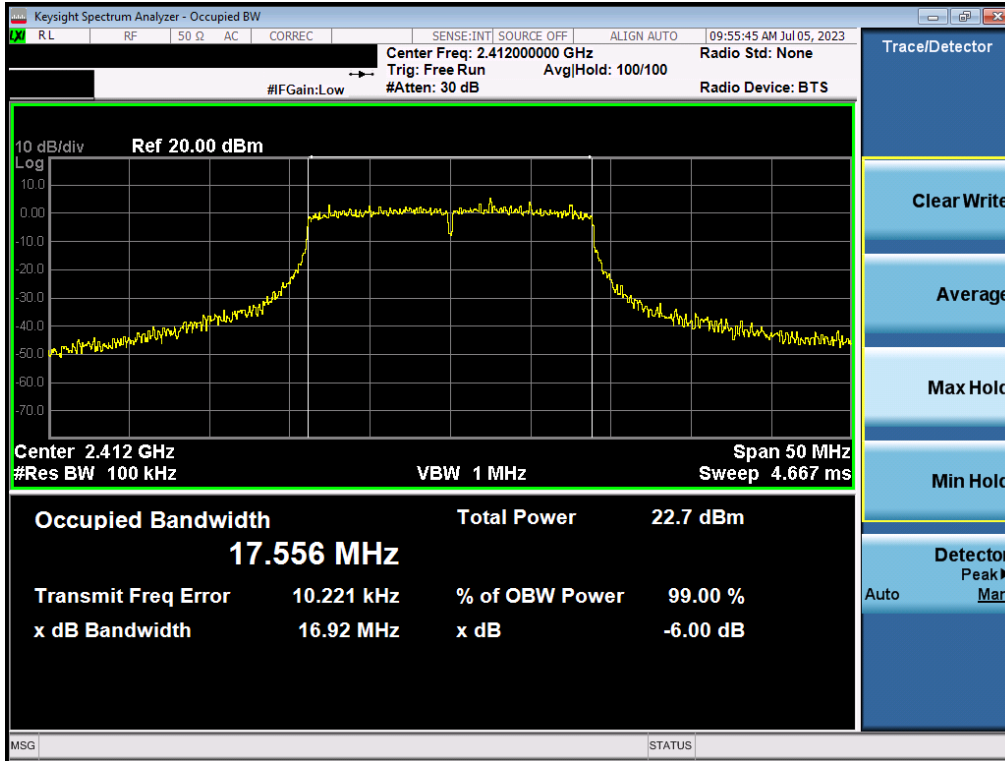 Keysight Spectrum Analyzer - Occupied BW
LXI RL RF 50 Ω AC CORREC SENSE:INT SOURCE OFF ALIGN AUTO 09:55:45 AM Jul 05, 2023
Center Freq: 2.412000000 GHz Radio Std: None
Trig: Free Run Avg|Hold: 100/100
#IFGain:Low #Atten: 30 dB Radio Device: BTS
10 dB/div Ref 20.00 dBm
Log
10.0
0.00
-10.0
-20.0
-30.0
-40.0
-50.0
-60.0
-70.0
Center 2.412 GHz Span 50 MHz
#Res BW 100 kHz VBW 1 MHz Sweep 4.667 ms
Occupied Bandwidth Total Power 22.7 dBm
17.556 MHz
Transmit Freq Error 10.221 kHz % of OBW Power 99.00 %
x dB Bandwidth 16.92 MHz x dB -6.00 dB
MSG STATUS
Trace/Detector
Clear Write
Average
Max Hold
Min Hold
Detector
Peak
Auto Man